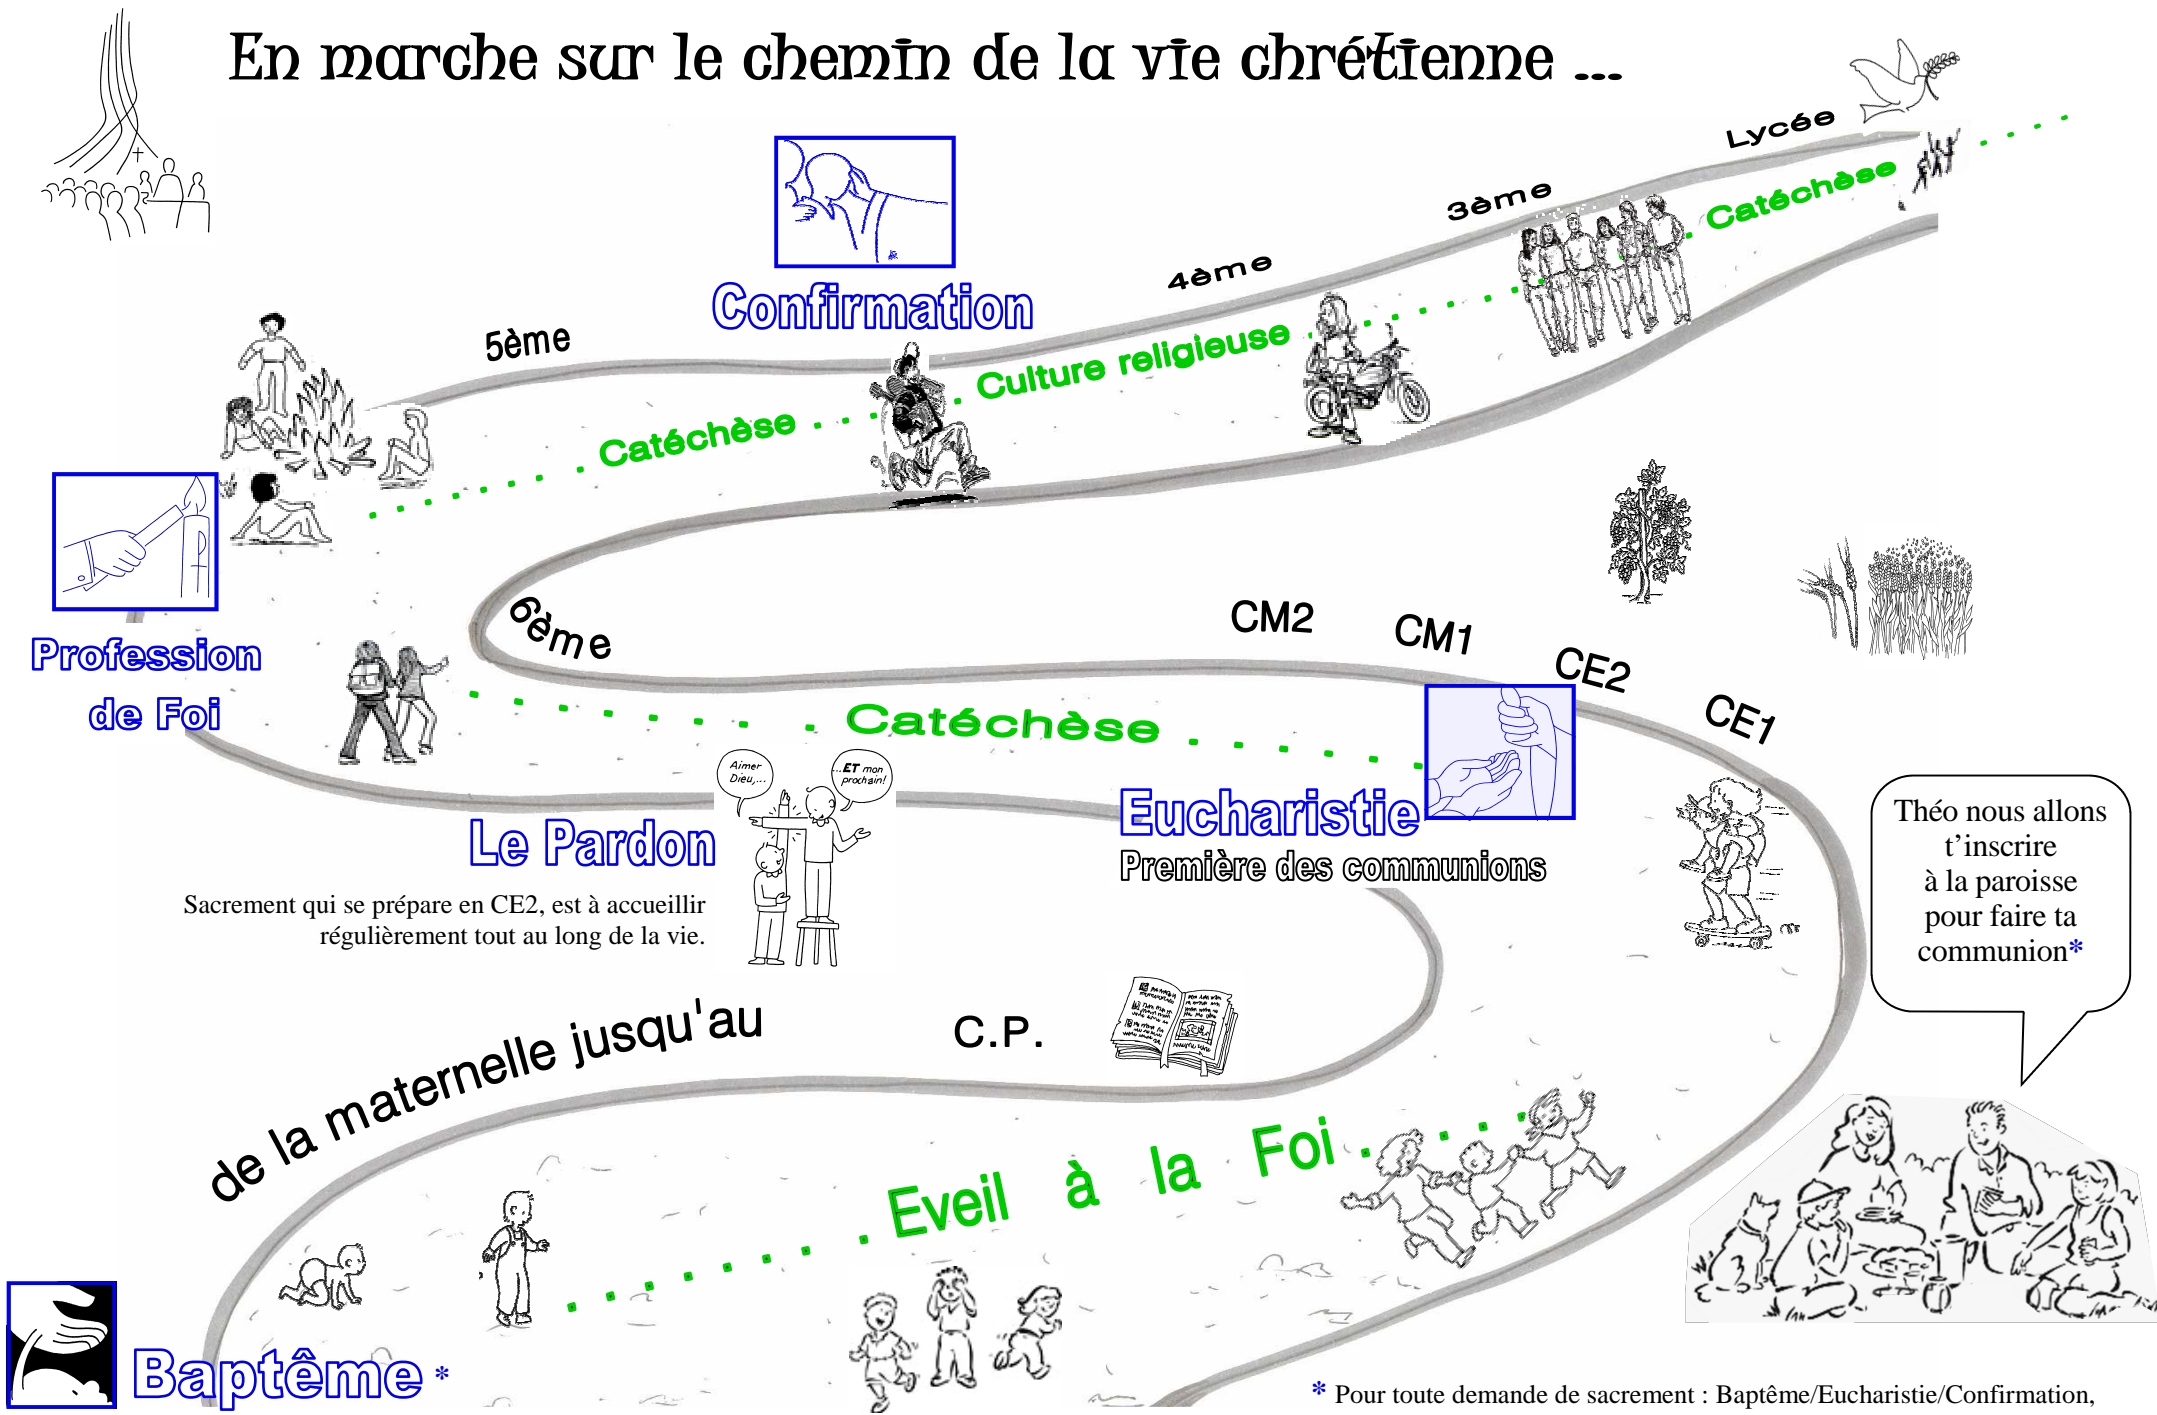 En marche sur le chemin de la vie chrétienne ...
Lycée
Catéchèse
3ème
4ème
Culture religieuse
Confirmation
5ème
Catéchèse
Profession
de Foi
6ème
CM2
CM1
CE2
CE1
Catéchèse
Aimer
Dieu,...
...ET mon
prochain!
Le Pardon
Sacrement qui se prépare en CE2, est à accueillir
régulièrement tout au long de la vie.
Eucharistie
Première des communions
Théo nous allons
t’inscrire
à la paroisse
pour faire ta
communion*
de la maternelle jusqu'au
C.P.
Eveil à la Foi
Baptême *
* Pour toute demande de sacrement : Baptême/Eucharistie/Confirmation,